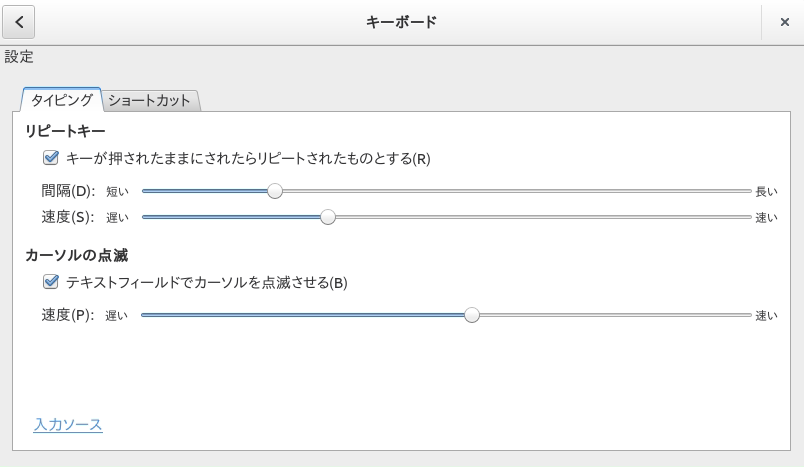 キーボード
設定
タイピング ショートカット
リピートキー
キーが押されたままにされたらリピートされたものとする(R)
間隔(D): 短い 長い
速度(S): 遅い 速い
カーソルの点滅
テキストフィールドでカーソルを点滅させる(B)
速度(P): 遅い 速い
入力ソース